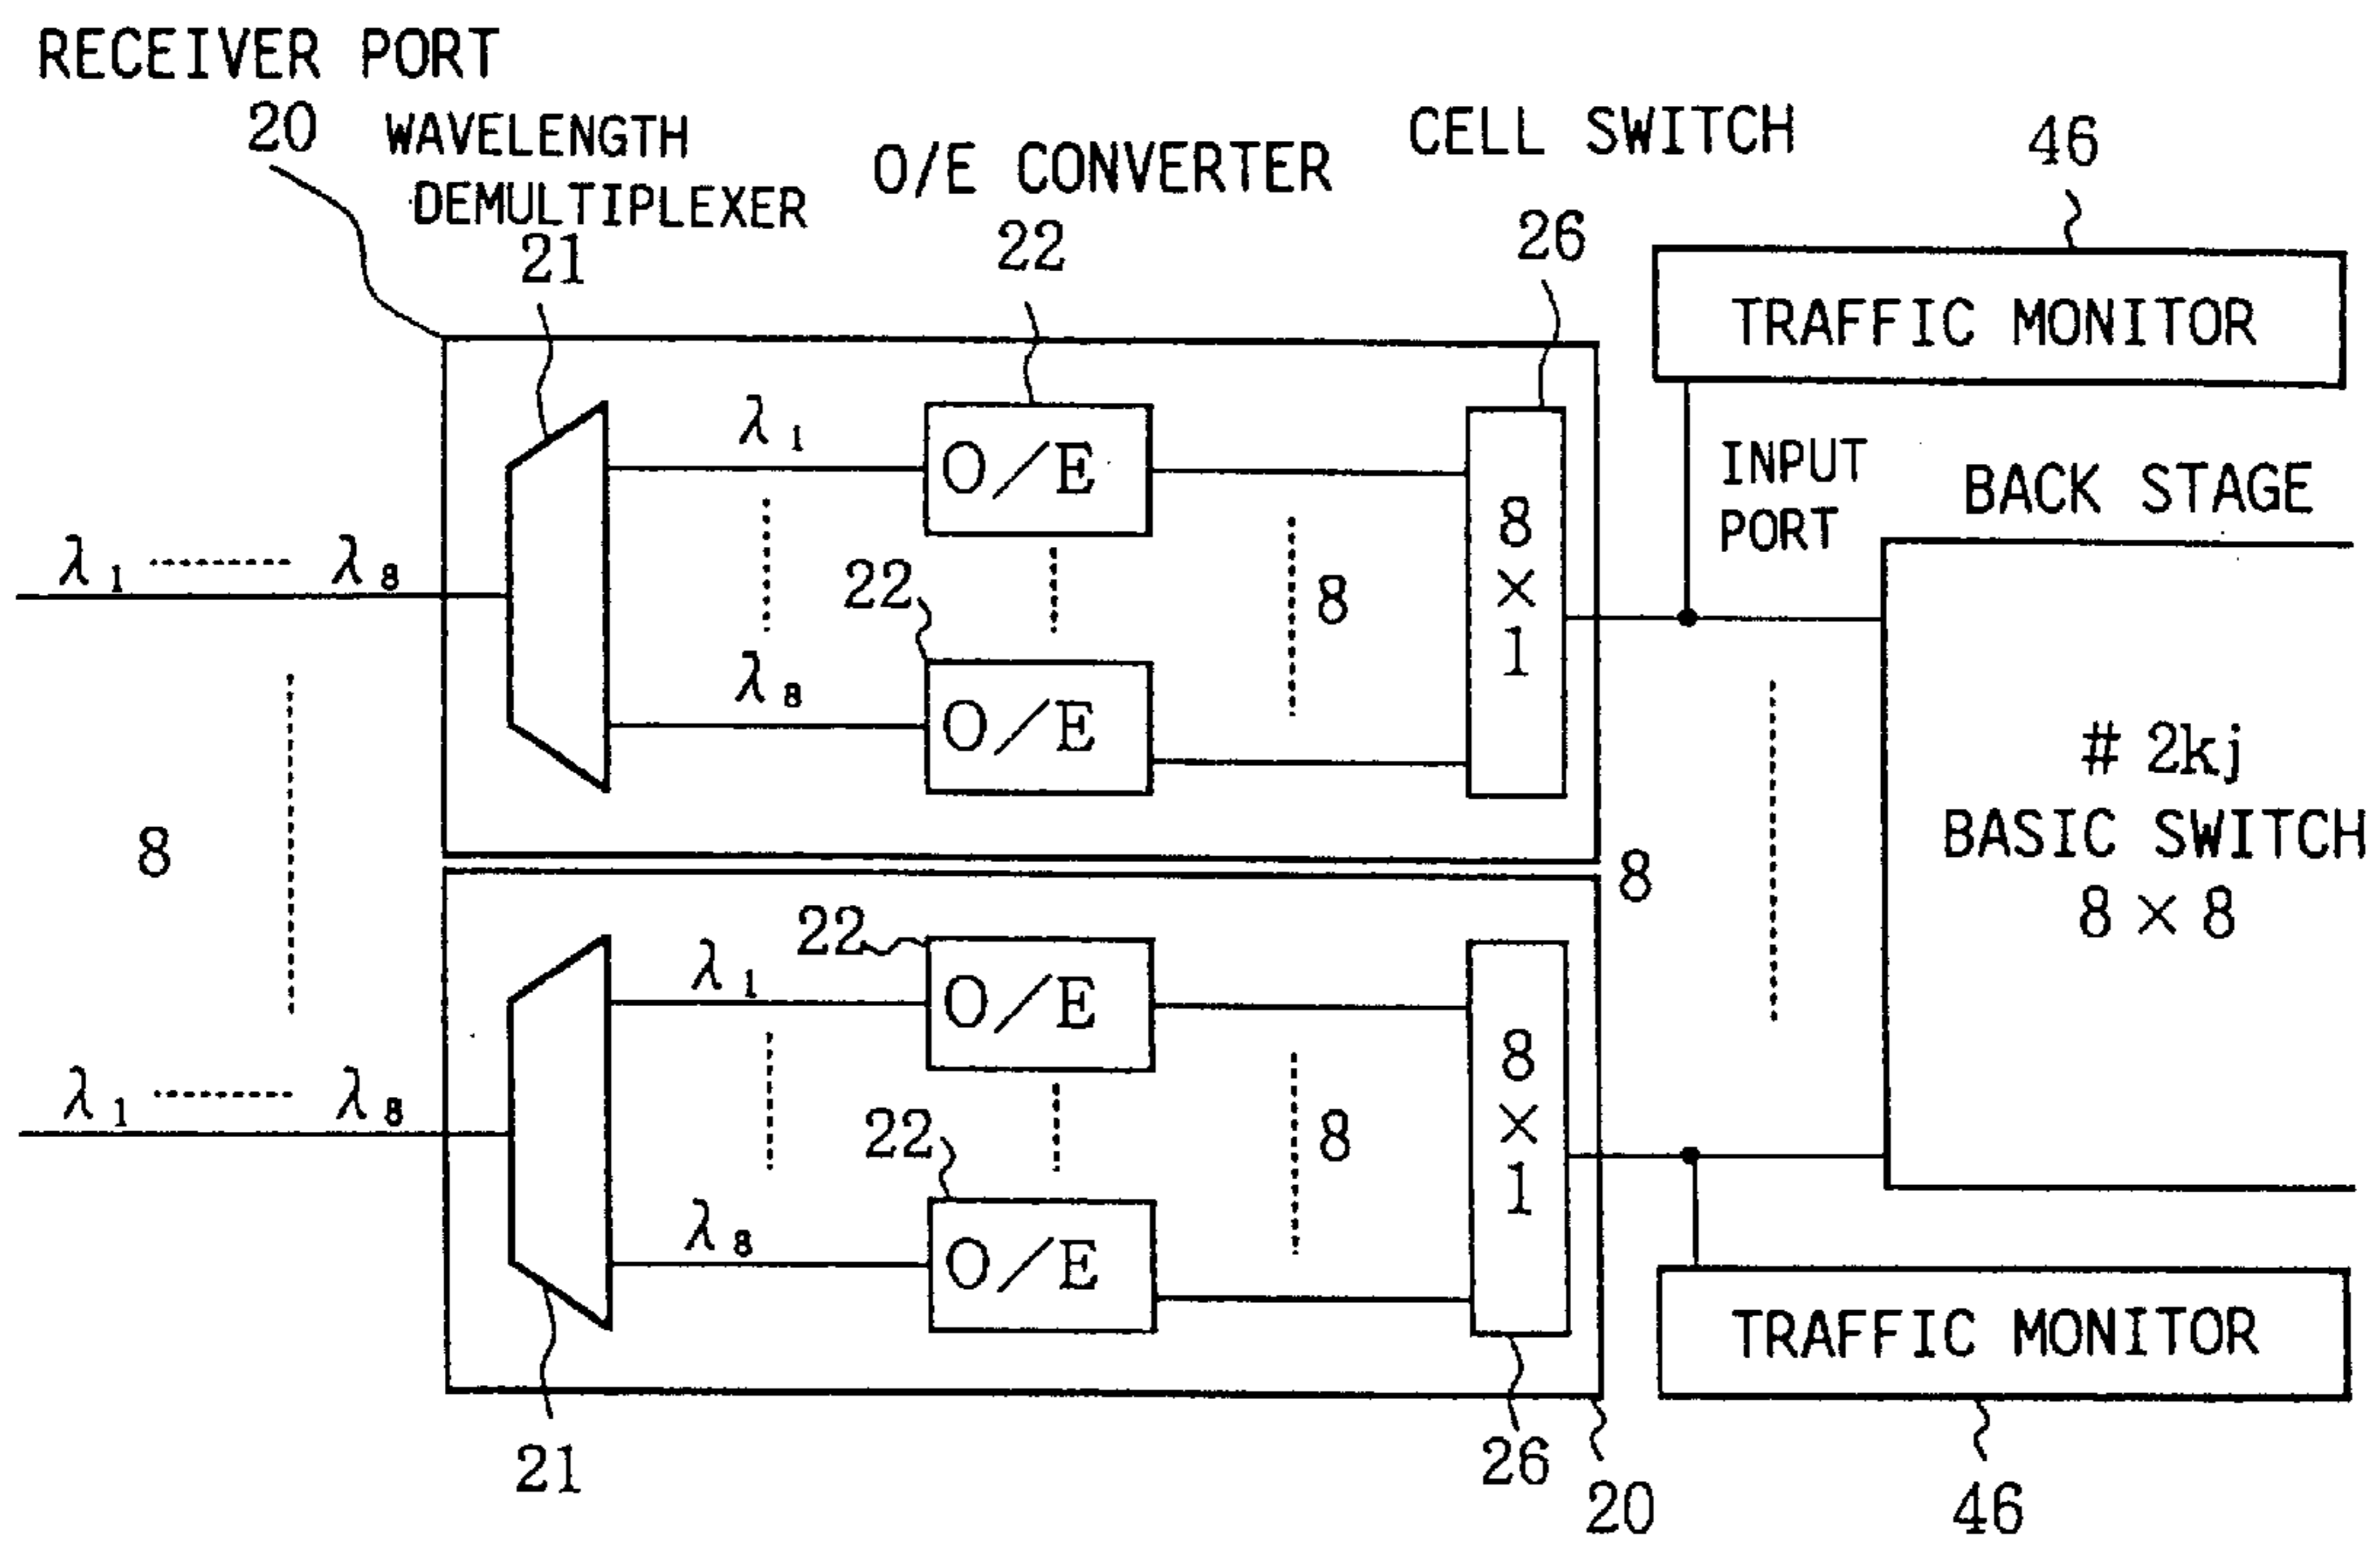 RECEIVER PORT
20
WAVELENGTH
DEMULTIPLEXER
21
O/E CONVERTER
22
CELL SWITCH
26
46
TRAFFIC MONITOR
INPUT
PORT
BACK STAGE
λ1 λ8
λ1
O/E
22
λ8
O/E
8
8×1
8
8
# 2kj
BASIC SWITCH
8×8
λ1 λ8
λ1
22
O/E
22
λ8
O/E
8
8×1
TRAFFIC MONITOR
21
26
20
46